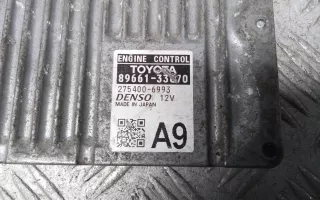 ENGINE CONTROL
TOYOTA
275400-6993
DENSO 12V
MADE IN JAPAN
A9